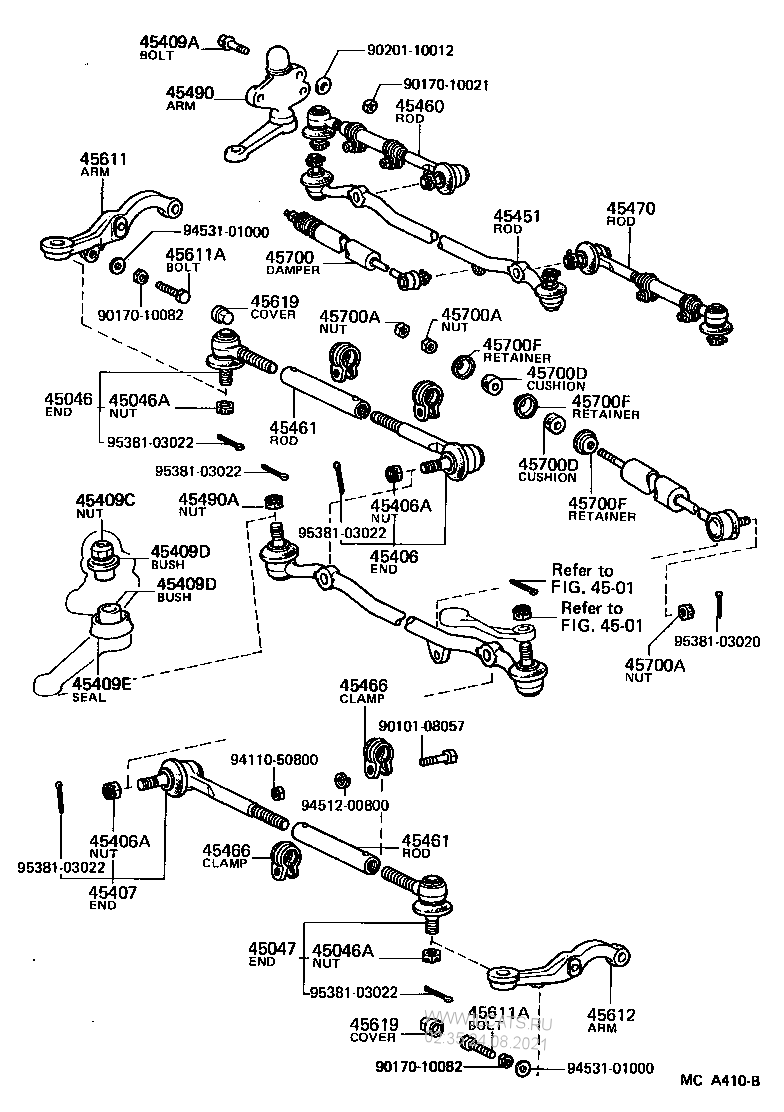 45409A
BOLT
90201-10012
45490
ARM
90170-10021
45460
ROD
45611
ARM
94531-01000
45611A
BOLT
90170-10082
45451
ROD
45470
ROD
45700
DAMPER
45619
COVER
45700A
NUT
45700A
NUT
45700F
RETAINER
45700D
CUSHION
45700F
RETAINER
45046
END
45046A
NUT
45461
ROD
95381-03022
95381-03022
45700D
CUSHION
45700F
RETAINER
45409C
NUT
45490A
NUT
45406A
NUT
95381-03022
45406
END
45409D
BUSH
45409D
BUSH
Refer to
FIG. 45-01
Refer to
FIG. 45-01
95381-03020
45700A
NUT
45409E
SEAL
45466
CLAMP
90101-08057
94110-50800
94512-00800
45406A
NUT
95381-03022
45407
END
45466
CLAMP
45461
ROD
45047
END
45046A
NUT
95381-03022
45619
COVER
45611A
BOLT
45612
ARM
90170-10082
94531-01000
MC A410-B